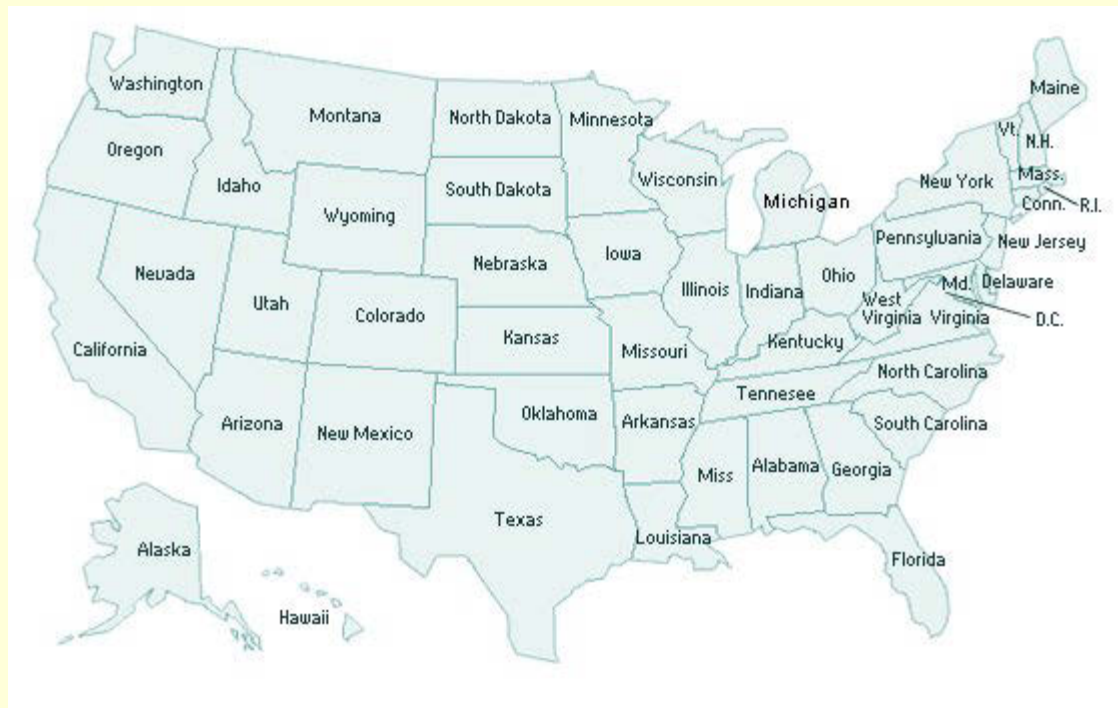 Washington
Montana
North Dakota
Minnesota
Maine
Vt.
N.H.
Oregon
Idaho
South Dakota
Wisconsin
Mass.
New York
Michigan
Conn.
R.I.
Wyoming
Pennsylvania
New Jersey
Nevada
Nebraska
Iowa
Ohio
Utah
Illinois
Indiana
Md.
Delaware
Colorado
West
Virginia
Virginia
D.C.
California
Kansas
Missouri
Kentucky
North Carolina
Tennesee
Arizona
New Mexico
Oklahoma
Arkansas
South Carolina
Miss
Alabama
Georgia
Texas
Louisiana
Alaska
Florida
Hawaii